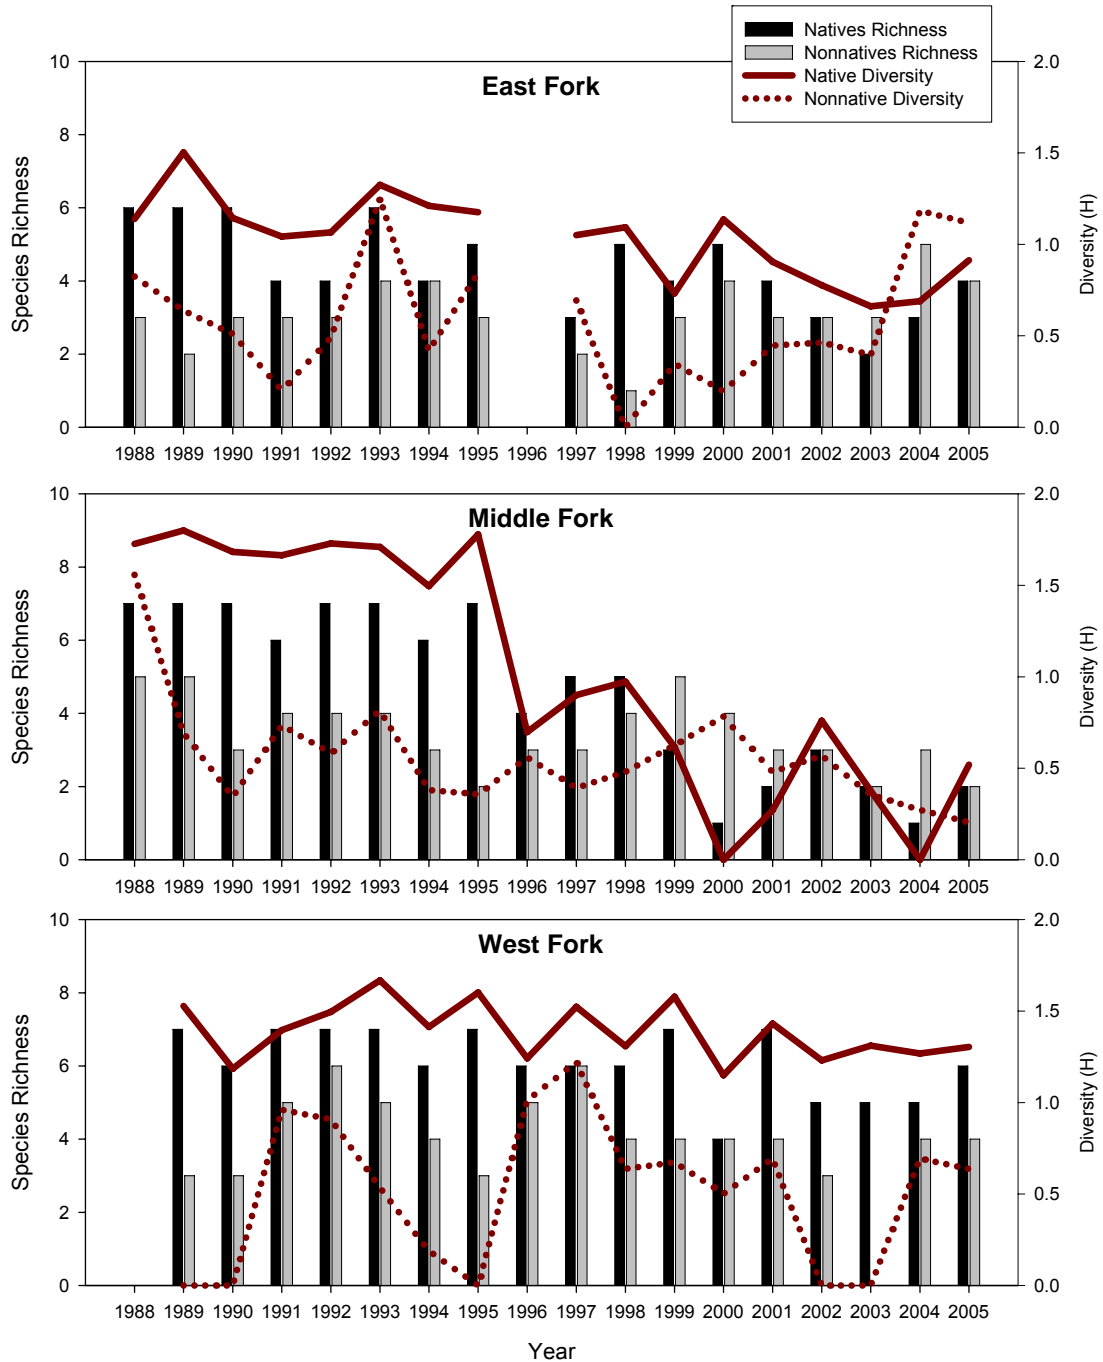 Natives Richness
Nonnatives Richness
Native Diversity
Nonnative Diversity
East Fork
10
8
6
4
2
0
Species Richness
2.0
1.5
1.0
0.5
0.0
Diversity (H)
1988 1989 1990 1991 1992 1993 1994 1995 1996 1997 1998 1999 2000 2001 2002 2003 2004 2005
Middle Fork
10
8
6
4
2
0
Species Richness
2.0
1.5
1.0
0.5
0.0
Diversity (H)
1988 1989 1990 1991 1992 1993 1994 1995 1996 1997 1998 1999 2000 2001 2002 2003 2004 2005
West Fork
10
8
6
4
2
0
Species Richness
2.0
1.5
1.0
0.5
0.0
Diversity (H)
1988 1989 1990 1991 1992 1993 1994 1995 1996 1997 1998 1999 2000 2001 2002 2003 2004 2005
Year